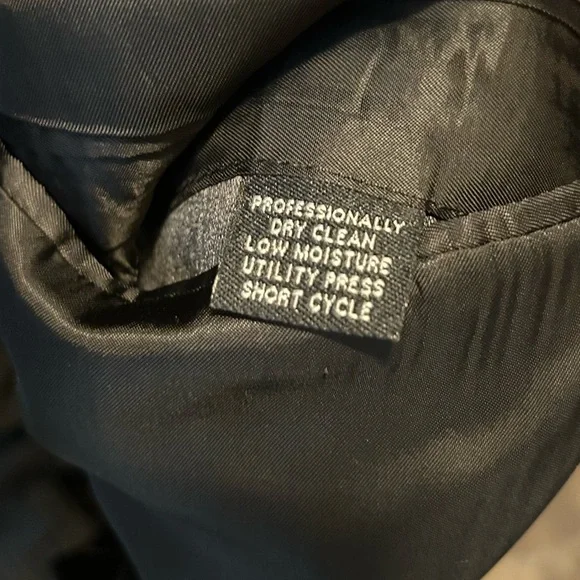 PROFESSIONALLY
DRY CLEAN
LOW MOISTURE
UTILITY PRESS
SHORT CYCLE